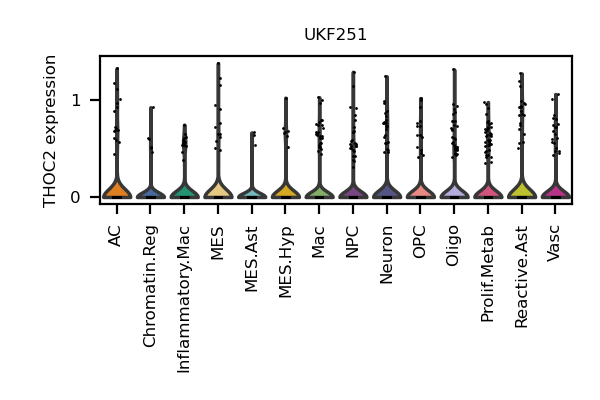 UKF251
THOC2 expression
1
0
AC
Chromatin.Reg
Inflammatory.Mac
MES
MES.Ast
MES.Hyp
Mac
NPC
Neuron
OPC
Oligo
Prolif.Metab
Reactive.Ast
Vasc